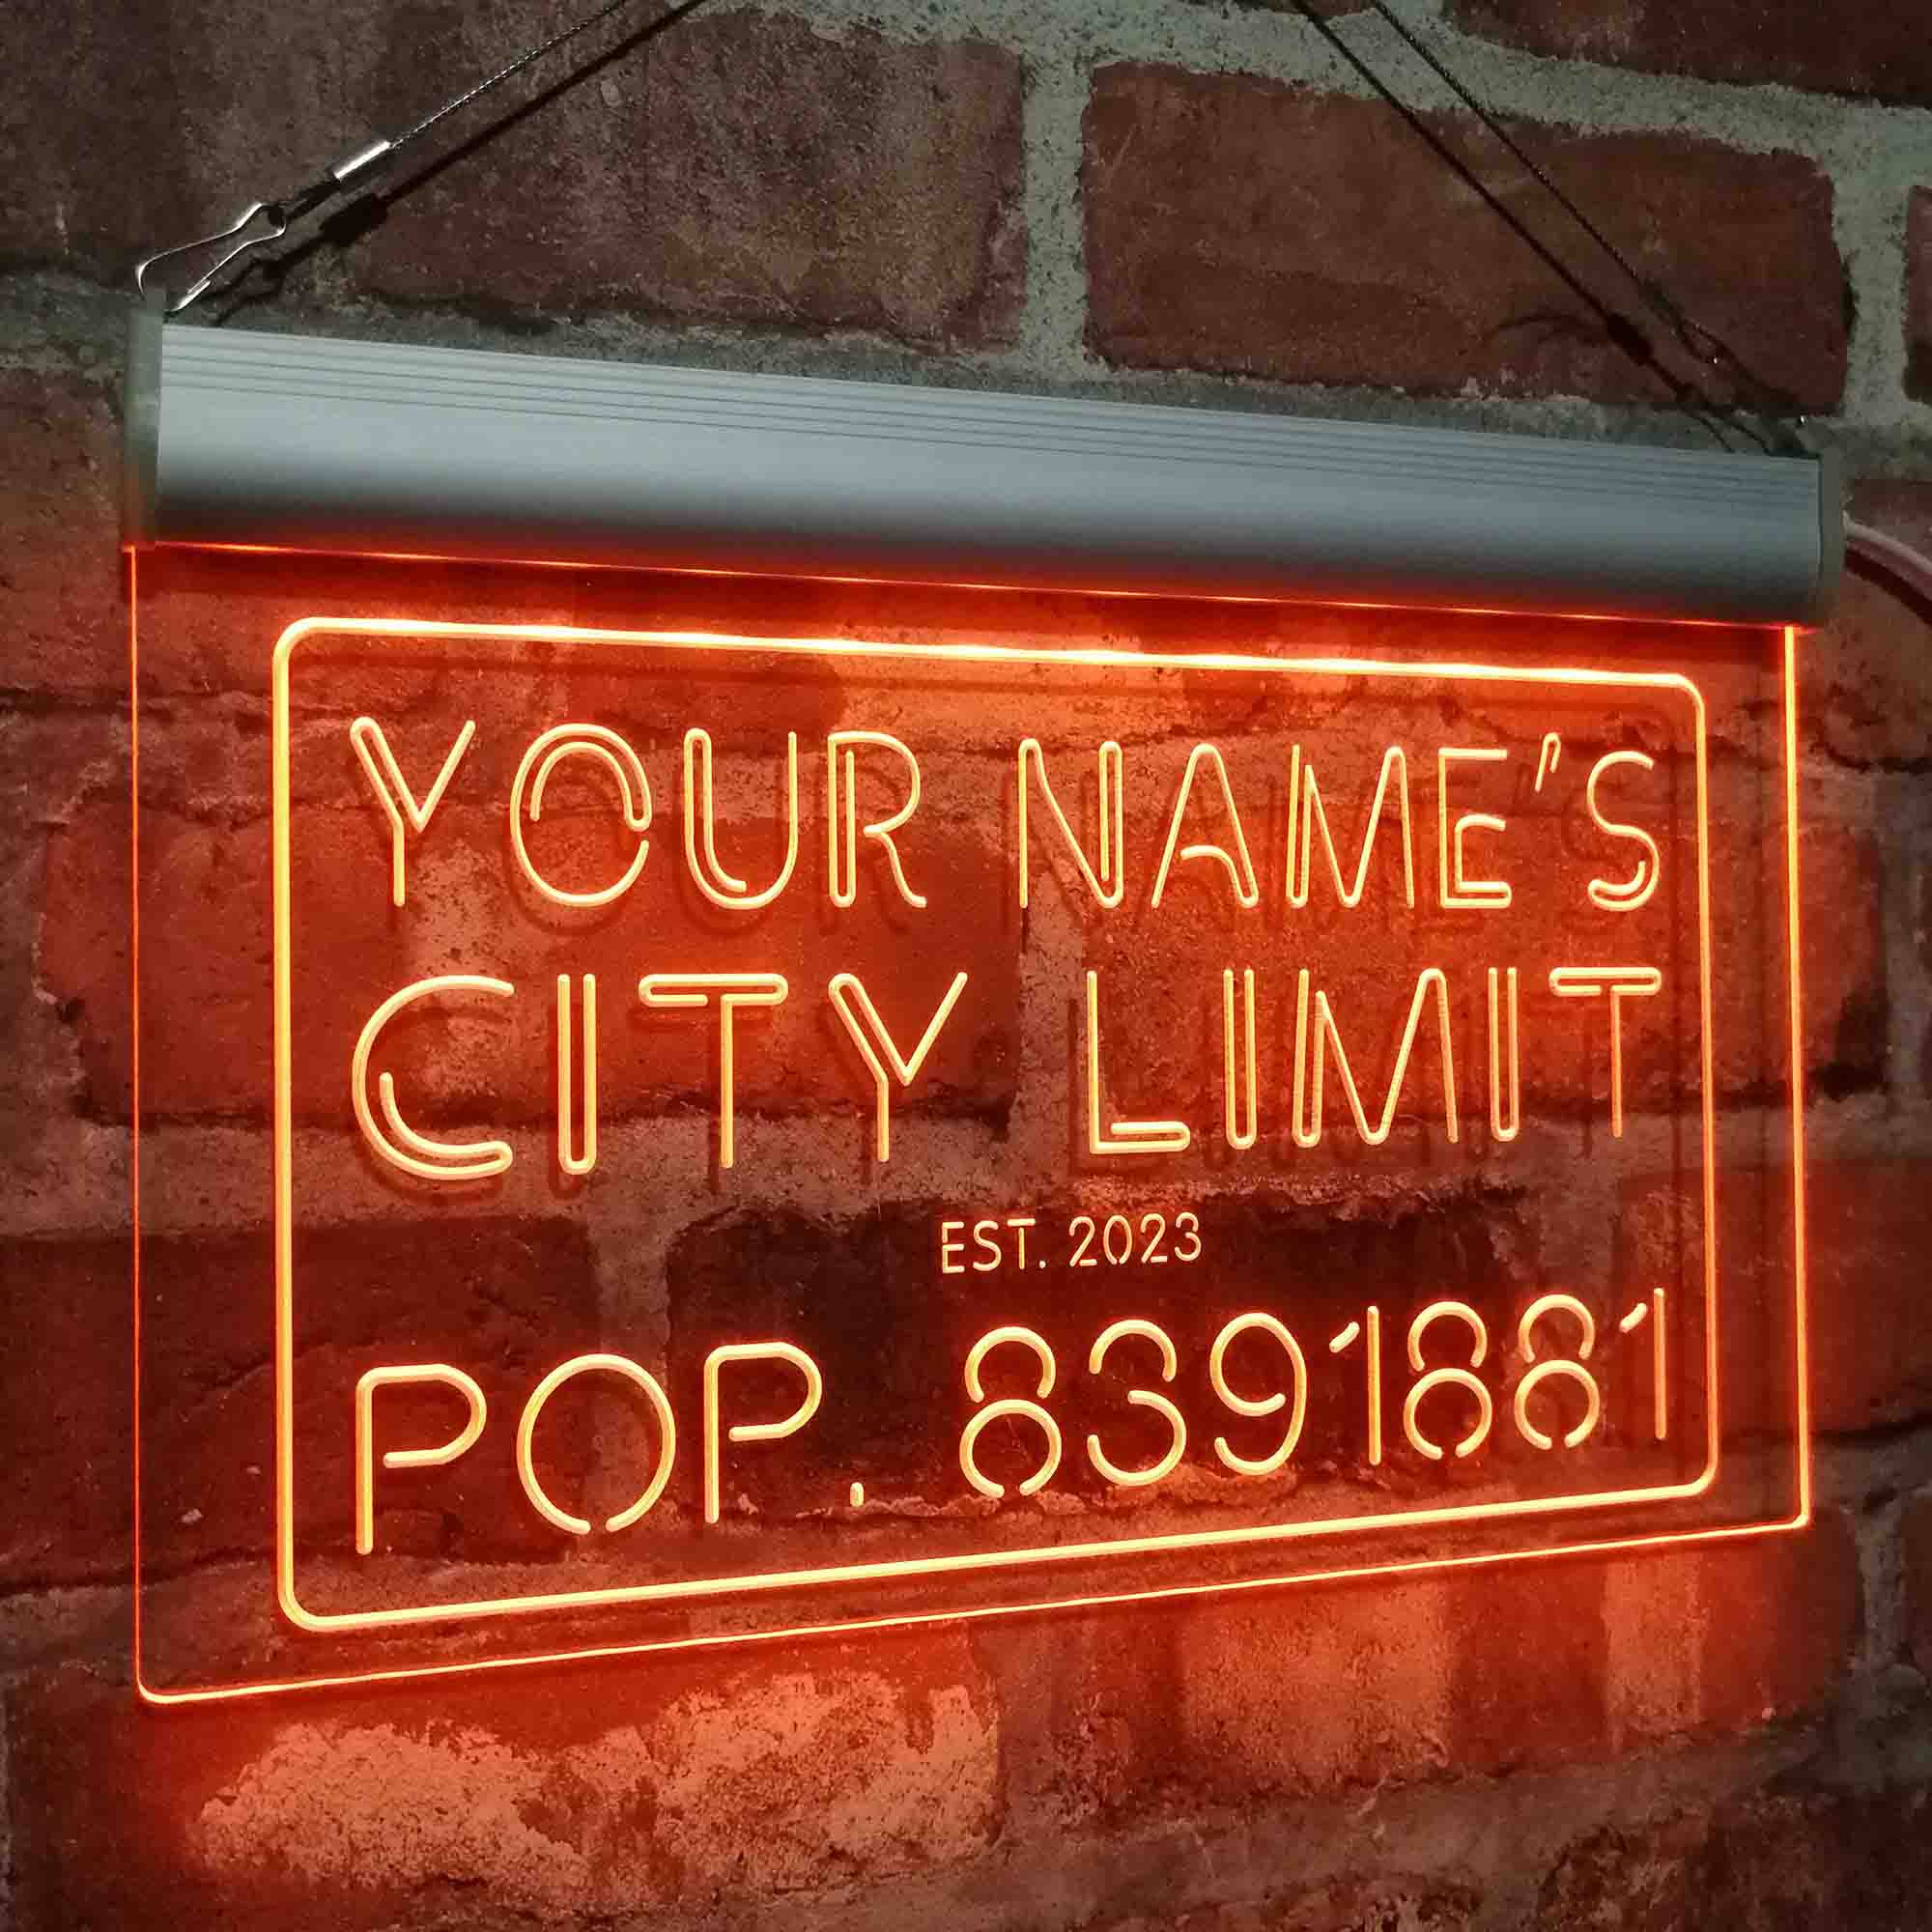 YOUR NAME'S
CITY LIMIT
EST. 2023
POP. 8391881